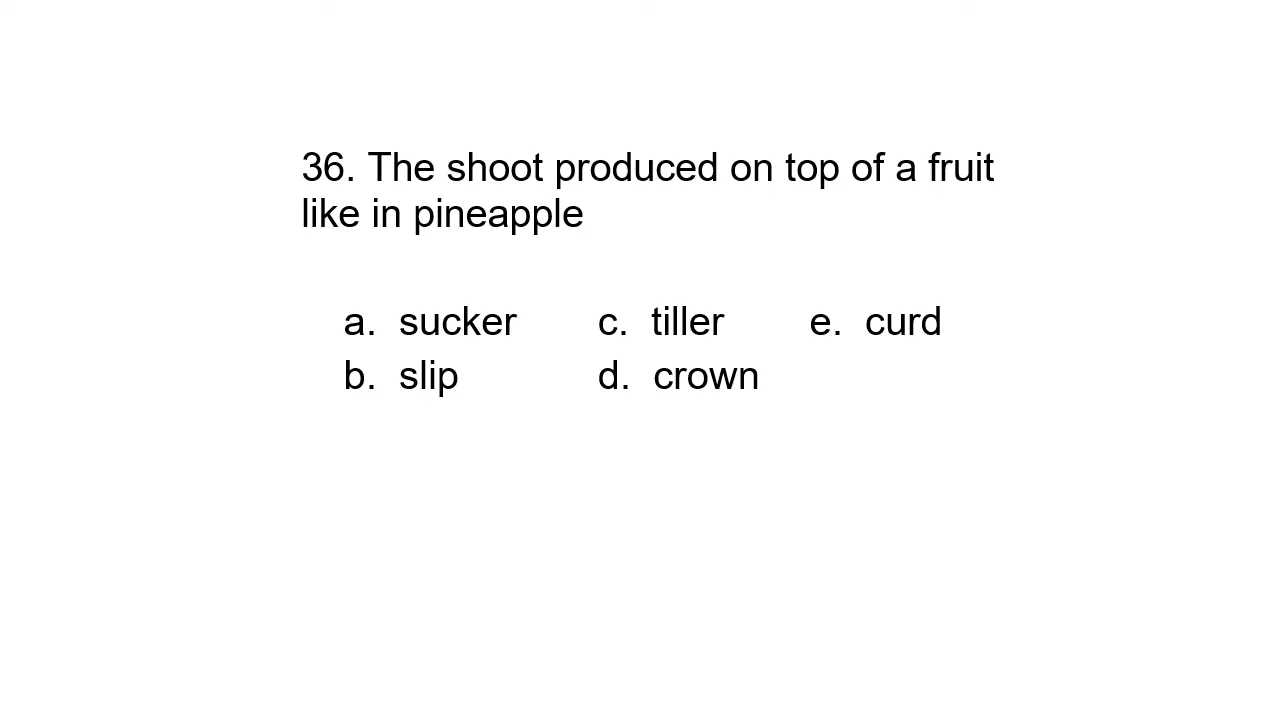 36. The shoot produced on top of a fruit
like in pineapple
a. sucker c. tiller e. curd
b. slip d. crown